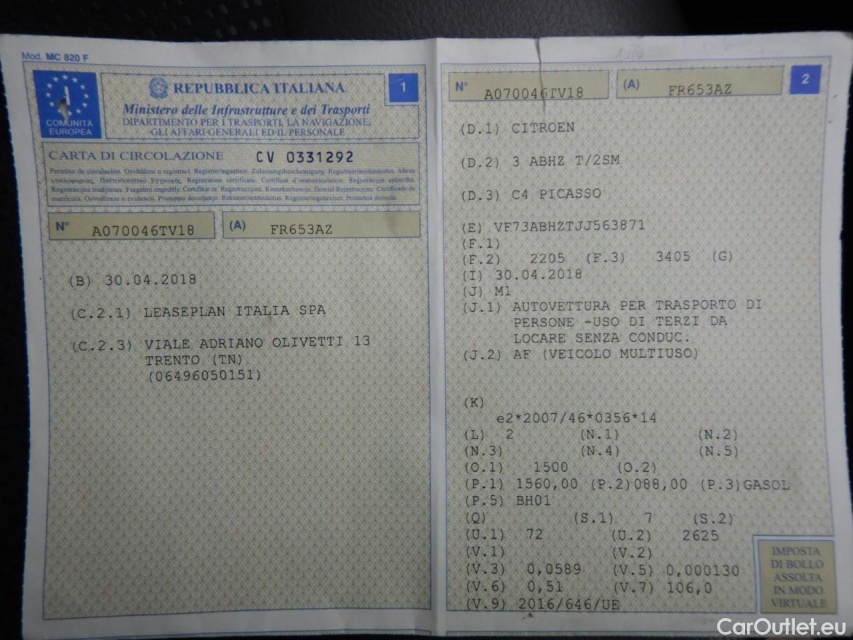 Mod. MC 820 F
COMUNITÀ
EUROPEA
REPUBBLICA ITALIANA
Ministero delle Infrastrutture e dei Trasporti
DIPARTIMENTO PER I TRASPORTI, LA NAVIGAZIONE,
GLI AFFARI GENERALI ED IL PERSONALE
1
CARTA DI CIRCOLAZIONE CV 0331292
N° A070046TV18 (A) FR653AZ
(B) 30.04.2018
(C.2.1) LEASEPLAN ITALIA SPA
(C.2.3) VIALE ADRIANO OLIVETTI 13
TRENTO (TN)
(06496050151)
N° A070046TV18 (A) FR653AZ
2
(D.1) CITROEN
(D.2) 3 ABHZ T/2SM
(D.3) C4 PICASSO
(E) VF73ABHZTJJ563871
(F.1)
(F.2) 2205 (F.3) 3405 (G)
(I) 30.04.2018
(J) M1
(J.1) AUTOVETTURA PER TRASPORTO DI
PERSONE -USO DI TERZI DA
LOCARE SENZA CONDUC.
(J.2) AF (VEICOLO MULTIUSO)
(K)
e2*2007/46*0356*14
(L) 2 (N.1) (N.2)
(N.3) (N.4) (N.5)
(O.1) 1500 (O.2)
(P.1) 1560,00 (P.2)088,00 (P.3)GASOL
(P.5) BH01
(Q) (S.1) 7 (S.2)
(U.1) 72 (U.2) 2625
(V.1) (V.2)
(V.3) 0,0589 (V.5) 0,000130
(V.6) 0,51 (V.7) 106,0
(V.9) 2016/646/UE
IMPOSTA
DI BOLLO
ASSOLTA
IN MODO
VIRTUALE
CarOutlet.eu